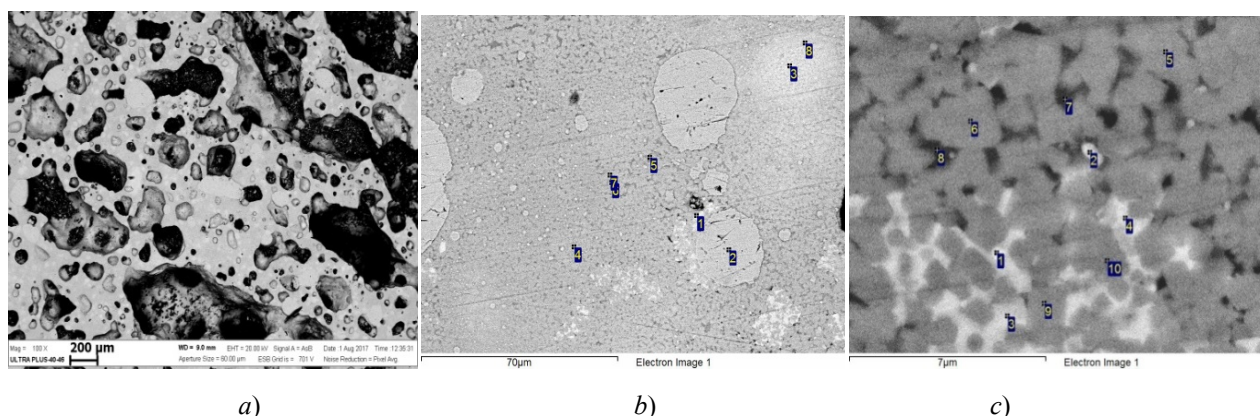 8
3
5
7
1
4
2
5
7
6
8
2
4
1
10
9
3
Mag = 100 X
200 µm
WD = 9.0 mm EHT = 20.00 kV Signal A = AsB Date :1 Aug 2017 Time :12:35:31
ULTRA PLUS-40-46 Aperture Size = 60.00 µm ESB Grid is = 701 V Noise Reduction = Pixel Avg.
70µm Electron Image 1
7µm Electron Image 1
a) b) c)